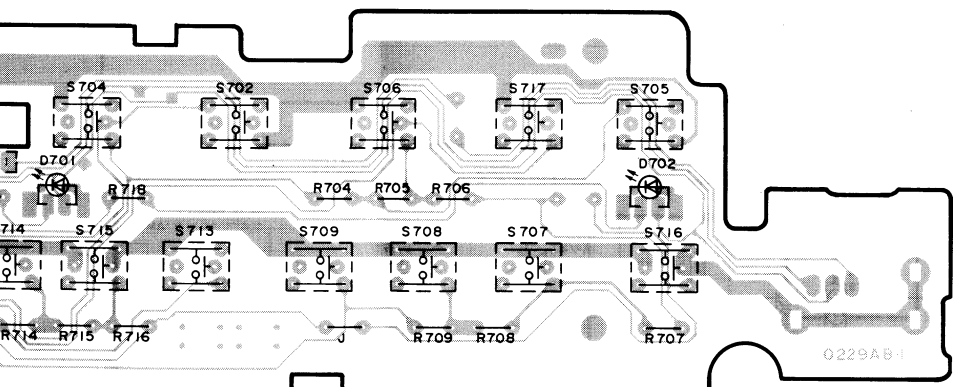 S704 S702 S706 S717 S705
D701 D702
R718 R704 R705 R706
714 S715 S713 S709 S708 S707 S716
R714 R715 R716 J R709 R708 R707
0229AB-1